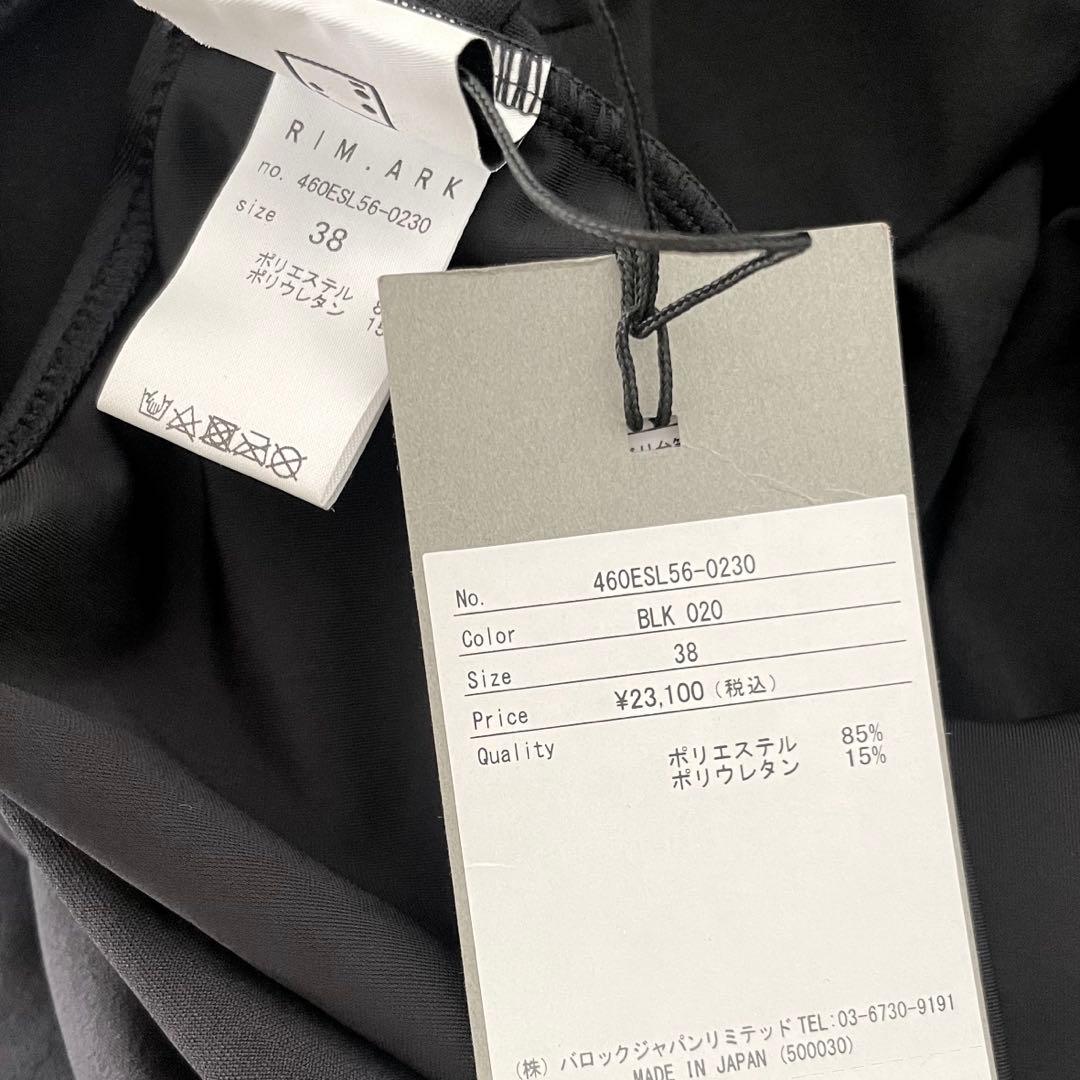 RIM.ARK
no. 460ESL56-0230
size
38
ポリエステル
ポリウレタン 15
No. 460ESL56-0230
Color BLK 020
Size 38
Price ¥23,100 (税込)
Quality ポリエステル 85%
ポリウレタン 15%
(株) バロックジャパンリミテッド TEL:03-6730-9191
MADE IN JAPAN (500030)